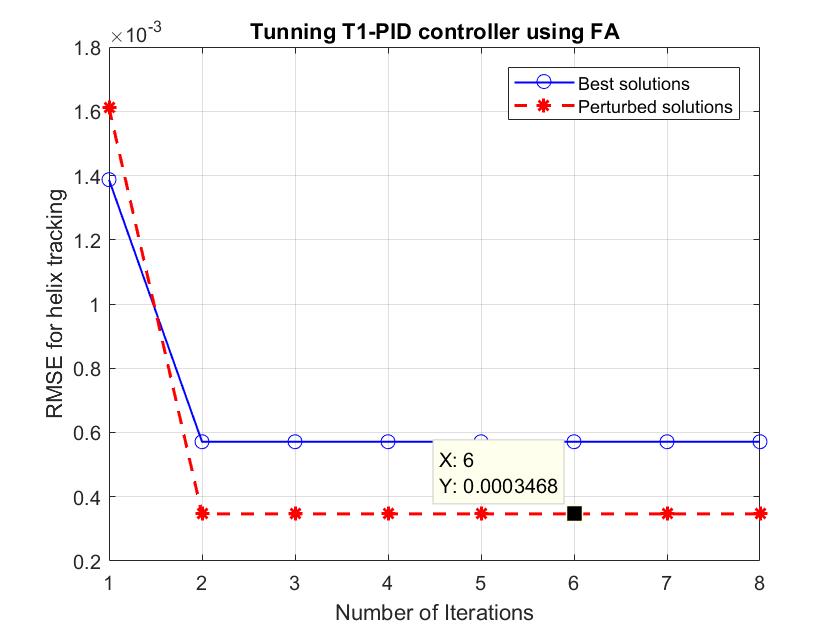 Tunning T1-PID controller using FA
×10⁻³
1.8
1.6
1.4
1.2
1
0.8
0.6
0.4
0.2
RMSE for helix tracking
Best solutions
Perturbed solutions
X: 6
Y: 0.0003468
1 2 3 4 5 6 7 8
Number of Iterations